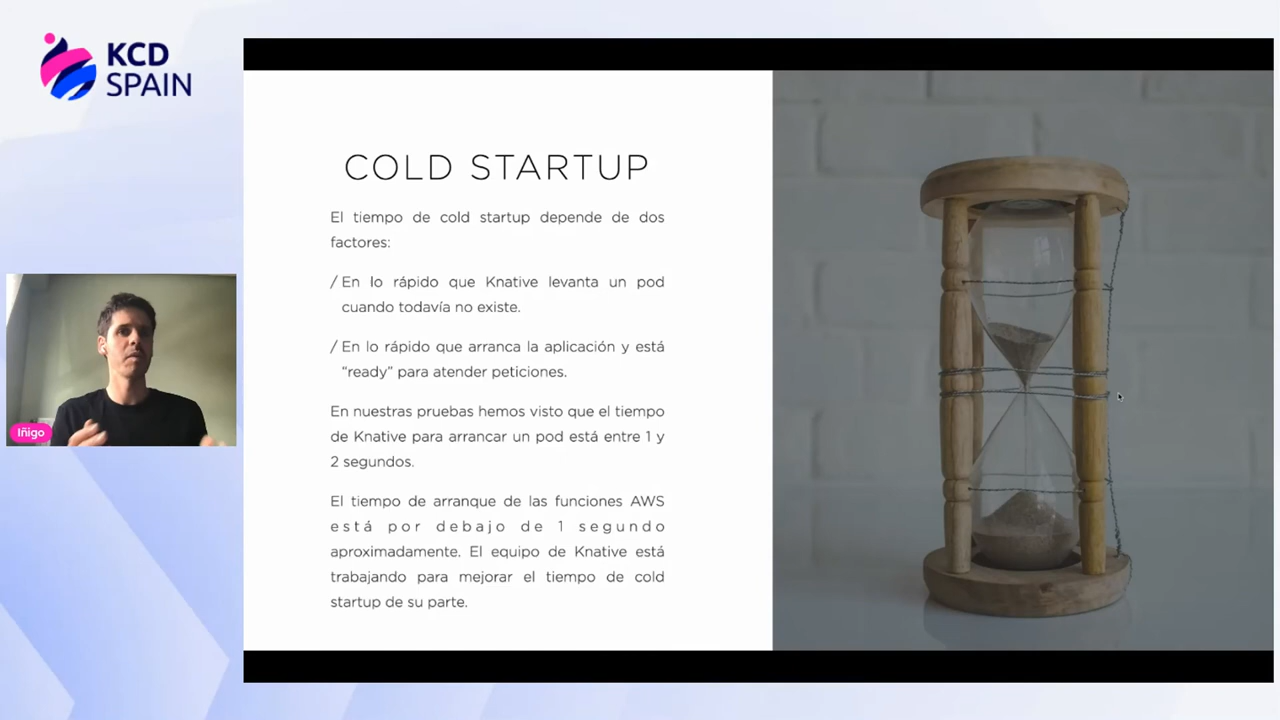 KCD
SPAIN
COLD STARTUP
El tiempo de cold startup depende de dos
factores:
/ En lo rápido que Knative levanta un pod
cuando todavía no existe.
/ En lo rápido que arranca la aplicación y está
“ready” para atender peticiones.
En nuestras pruebas hemos visto que el tiempo
de Knative para arrancar un pod está entre 1 y
2 segundos.
El tiempo de arranque de las funciones AWS
está por debajo de 1 segundo
aproximadamente. El equipo de Knative está
trabajando para mejorar el tiempo de cold
startup de su parte.
Iñigo